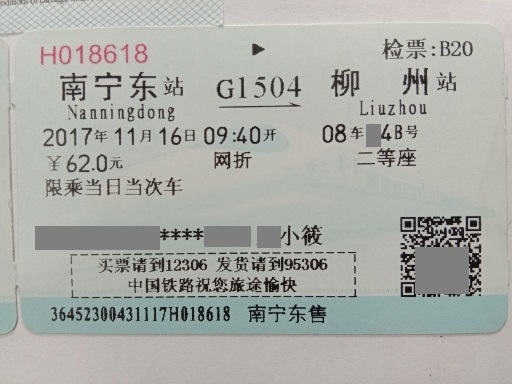 H018618 检票:B20
南宁东站 G1504 柳州站
Nanningdong Liuzhou
2017年11月16日09:40开 08车 4B号
￥62.0元 网折 二等座
限乘当日当次车
**** 小筱
买票请到12306 发货请到95306
中国铁路祝您旅途愉快
36452300431117H018618 南宁东售